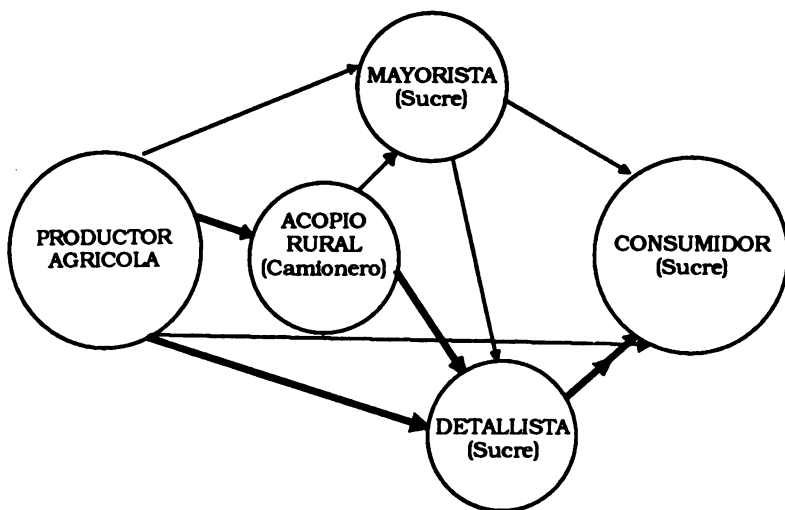 MAYORISTA
(Sucre)
PRODUCTOR
AGRICOLA
ACOPIO
RURAL
(Camionero)
CONSUMIDOR
(Sucre)
DETALLISTA
(Sucre)